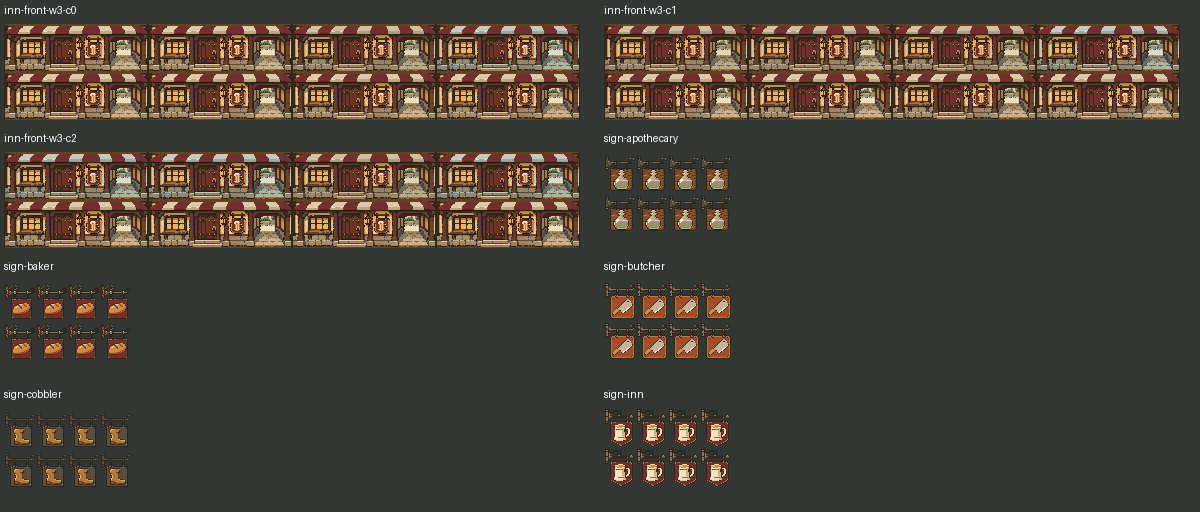 inn-front-w3-c0
inn-front-w3-c1
inn-front-w3-c2
sign-apothecary
sign-baker
sign-butcher
sign-cobbler
sign-inn